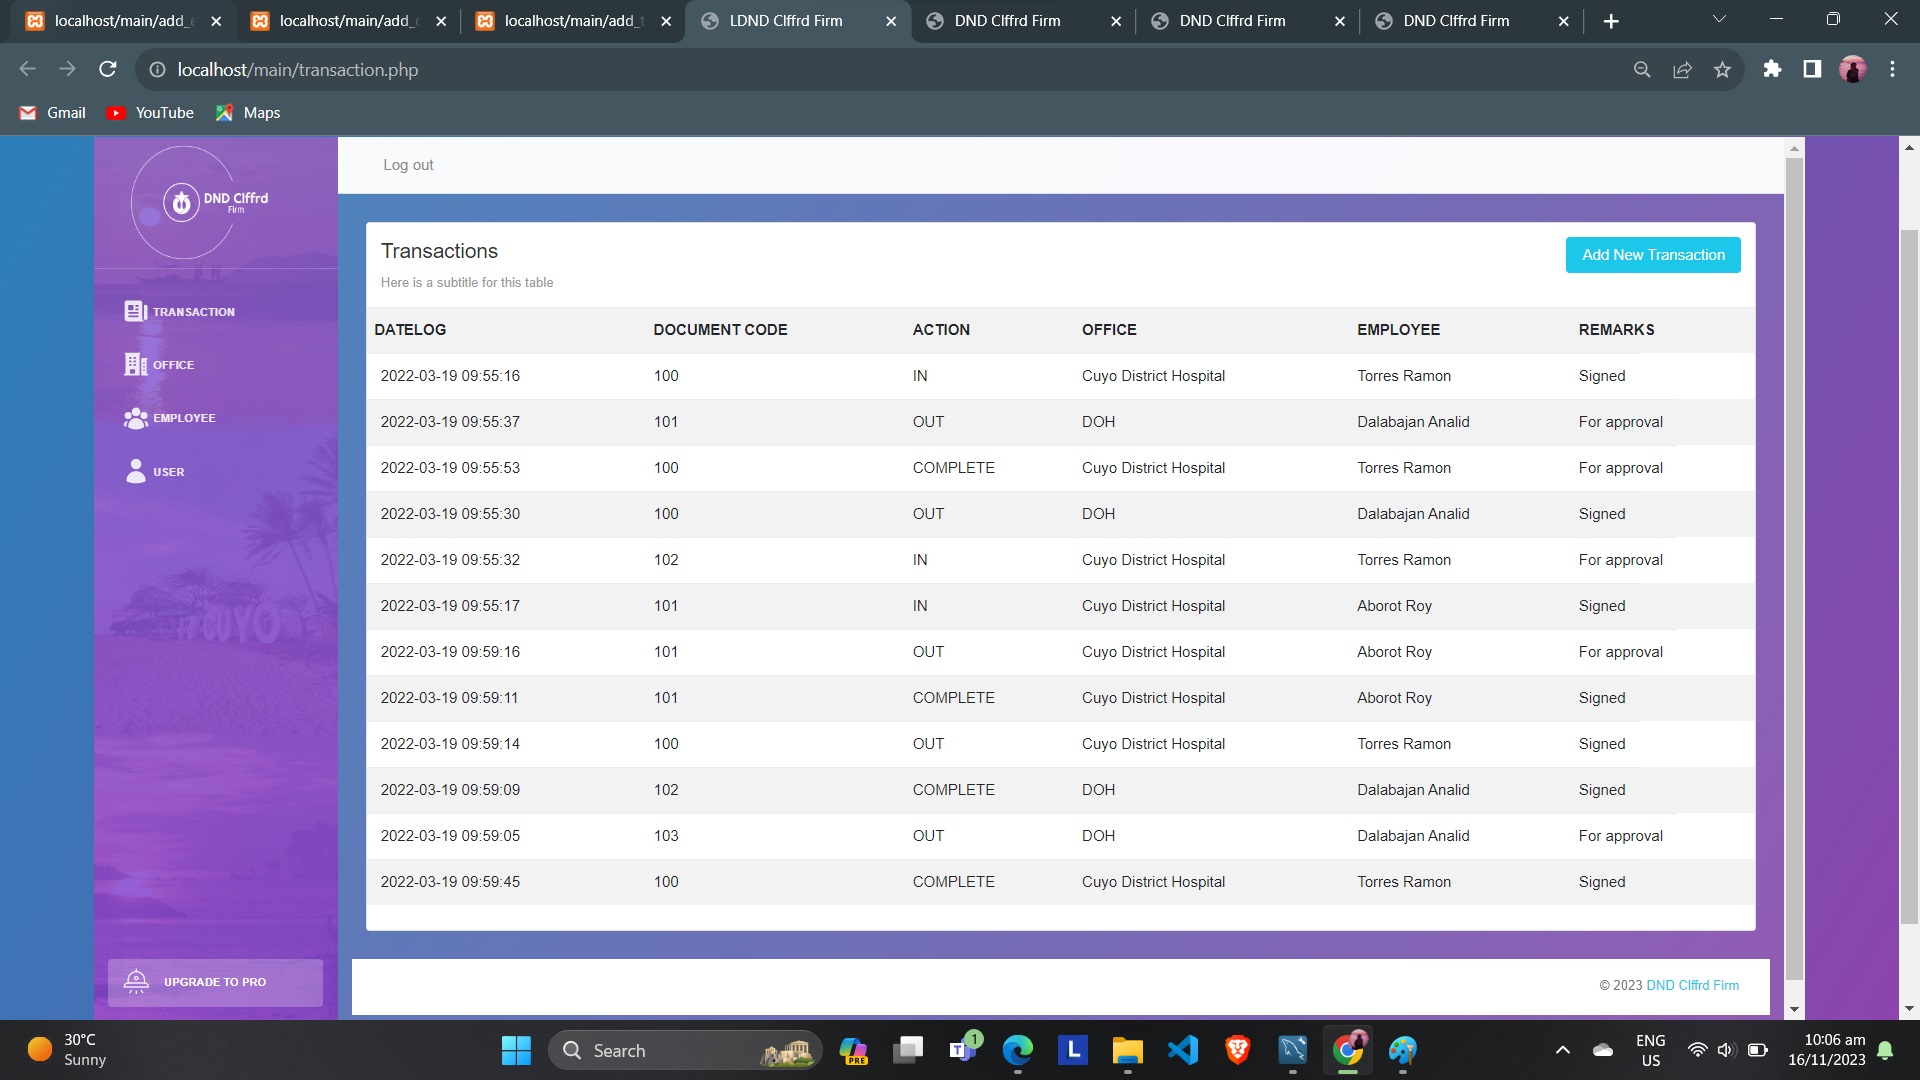 localhost/main/add_
localhost/main/add_
localhost/main/add_
LDND Clffrd Firm
DND Clffrd Firm
DND Clffrd Firm
DND Clffrd Firm
localhost/main/transaction.php
Gmail
YouTube
Maps
DND Clffrd
Firm
TRANSACTION
OFFICE
EMPLOYEE
USER
CUYO
UPGRADE TO PRO
Log out
Transactions
Add New Transaction
Here is a subtitle for this table
DATELOG DOCUMENT CODE ACTION OFFICE EMPLOYEE REMARKS
2022-03-19 09:55:16 100 IN Cuyo District Hospital Torres Ramon Signed
2022-03-19 09:55:37 101 OUT DOH Dalabajan Analid For approval
2022-03-19 09:55:53 100 COMPLETE Cuyo District Hospital Torres Ramon For approval
2022-03-19 09:55:30 100 OUT DOH Dalabajan Analid Signed
2022-03-19 09:55:32 102 IN Cuyo District Hospital Torres Ramon For approval
2022-03-19 09:55:17 101 IN Cuyo District Hospital Aborot Roy Signed
2022-03-19 09:59:16 101 OUT Cuyo District Hospital Aborot Roy For approval
2022-03-19 09:59:11 101 COMPLETE Cuyo District Hospital Aborot Roy Signed
2022-03-19 09:59:14 100 OUT Cuyo District Hospital Torres Ramon Signed
2022-03-19 09:59:09 102 COMPLETE DOH Dalabajan Analid Signed
2022-03-19 09:59:05 103 OUT DOH Dalabajan Analid For approval
2022-03-19 09:59:45 100 COMPLETE Cuyo District Hospital Torres Ramon Signed
© 2023 DND Clffrd Firm
30°C
Sunny
Search
PRE
1
L
ENG
US
10:06 am
16/11/2023